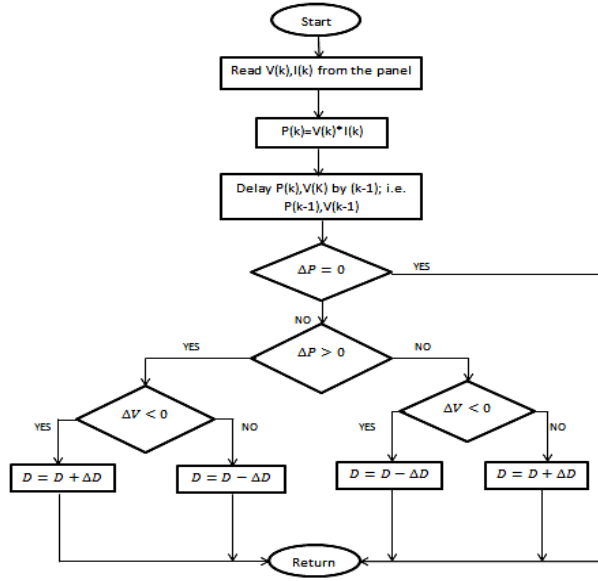 Start
Read V(k),I(k) from the panel
P(k)=V(k)*I(k)
Delay P(k),V(K) by (k-1); i.e.
P(k-1),V(k-1)
ΔP = 0
YES
NO
ΔP > 0
YES
NO
ΔV < 0
ΔV < 0
YES
NO
YES
NO
D = D + ΔD
D = D − ΔD
D = D − ΔD
D = D + ΔD
Return